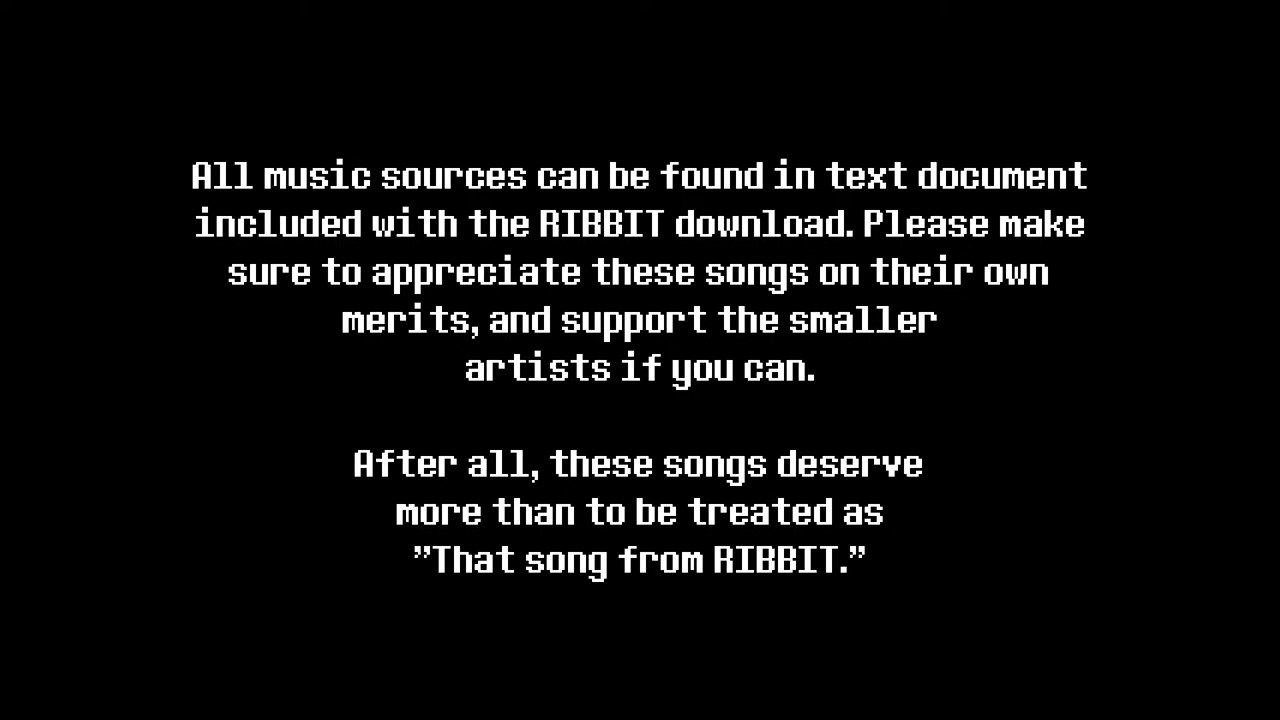 All music sources can be found in text document
included with the RIBBIT download. Please make
sure to appreciate these songs on their own
merits, and support the smaller
artists if you can.
After all, these songs deserve
more than to be treated as
"That song from RIBBIT."